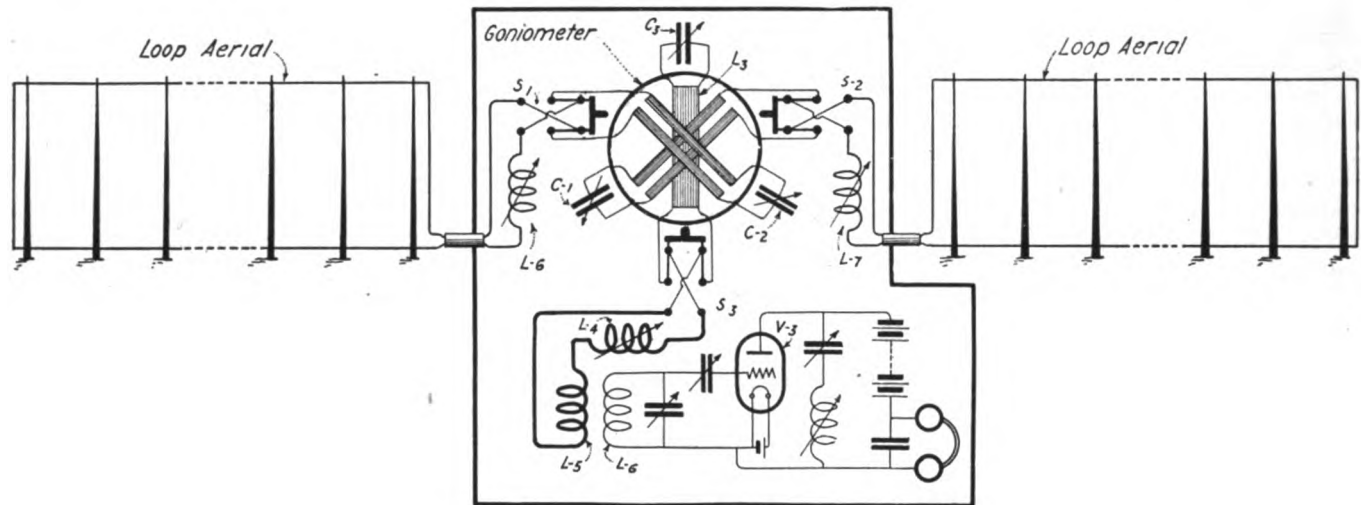 C3
Goniometer
Loop Aerial
L3
Loop Aerial
S1
S-2
C-1
C-2
L-6
L-7
S3
L-4
V-3
L-5
L-6